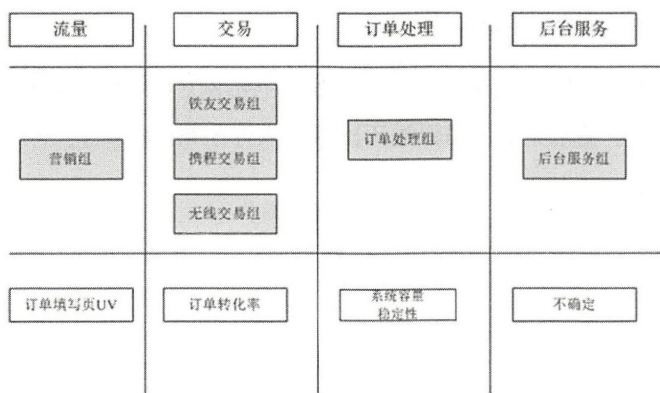 流量
交易
订单处理
后台服务
铁友交易组
营销组
携程交易组
无线交易组
订单处理组
后台服务组
订单填写页UV
订单转化率
系统容量
稳定性
不确定